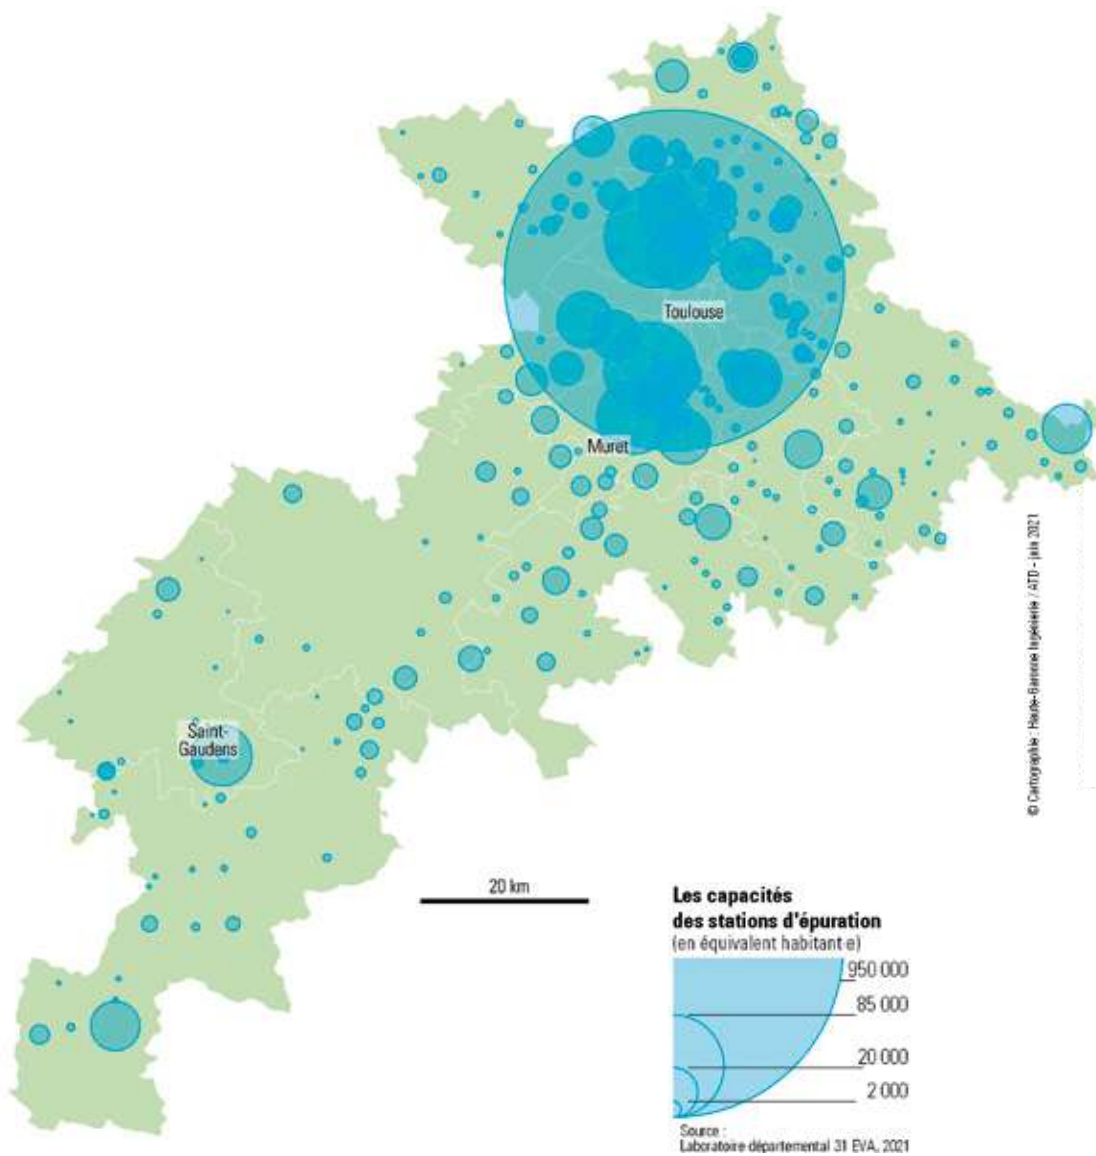 Toulouse
Muret
Saint-
Gaudens
© Cartographie : Haute-Garonne Ingénierie / ATD - juin 2021
20 km
Les capacités
des stations d'épuration
(en équivalent habitant·e)
950 000
85 000
20 000
2 000
Source :
Laboratoire départemental 31 EVA, 2021